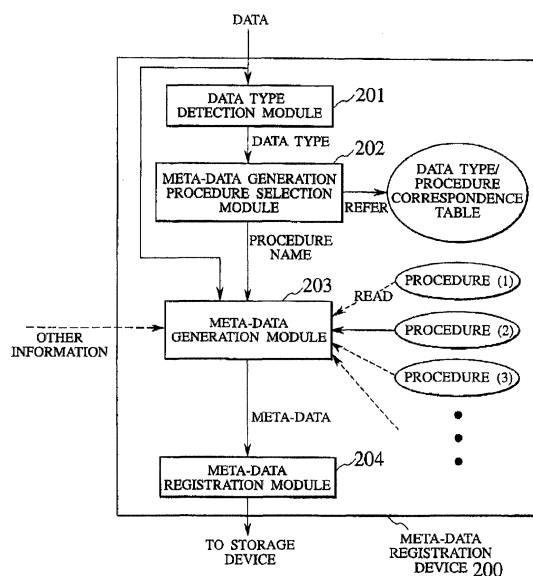 DATA
DATA TYPE
DETECTION MODULE
201
DATA TYPE
202
META-DATA GENERATION
PROCEDURE SELECTION
MODULE
REFER
DATA TYPE/
PROCEDURE
CORRESPONDENCE
TABLE
PROCEDURE
NAME
203
READ
PROCEDURE (1)
OTHER
INFORMATION
META-DATA
GENERATION MODULE
PROCEDURE (2)
PROCEDURE (3)
META-DATA
204
META-DATA
REGISTRATION MODULE
TO STORAGE
DEVICE
META-DATA
REGISTRATION
DEVICE 200